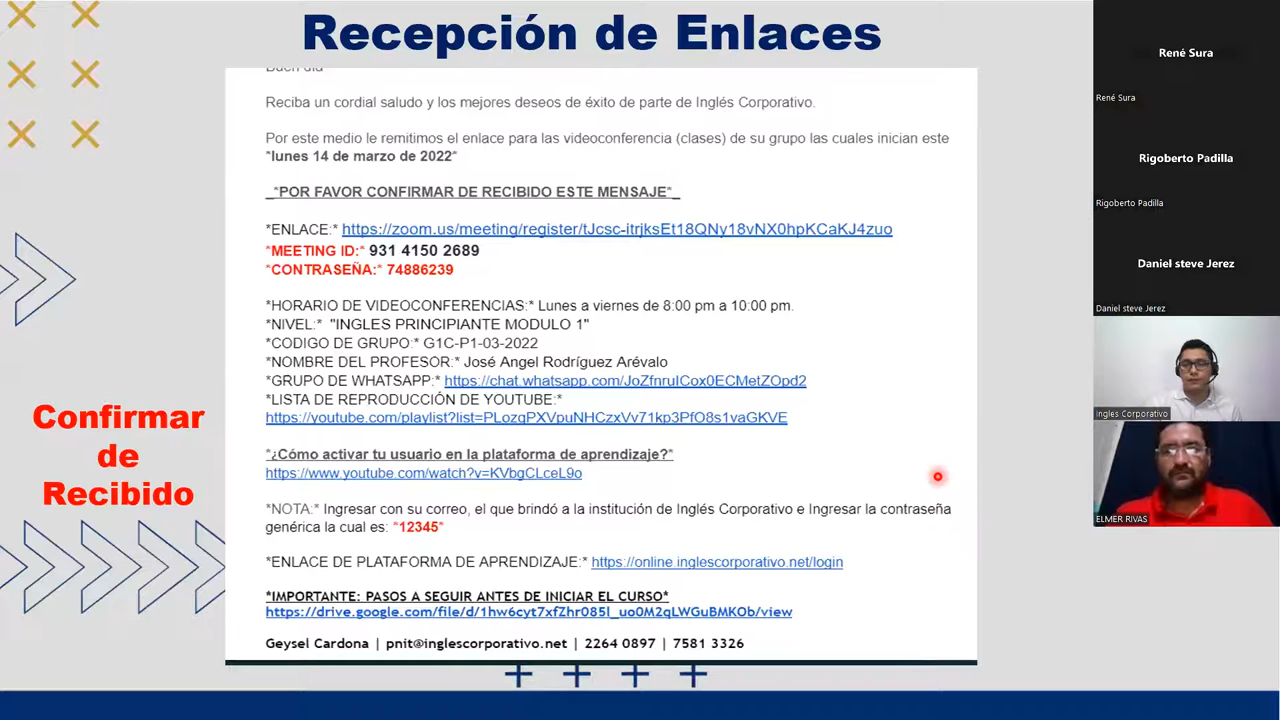 Recepción de Enlaces
Buen día
Reciba un cordial saludo y los mejores deseos de éxito de parte de Inglés Corporativo.
Por este medio le remitimos el enlace para las videoconferencia (clases) de su grupo las cuales inician este
*lunes 14 de marzo de 2022*
_*POR FAVOR CONFIRMAR DE RECIBIDO ESTE MENSAJE*_
*ENLACE:* https://zoom.us/meeting/register/tJcsc-itrjksEt18QNy18vNX0hpKCaKJ4zuo
*MEETING ID:* 931 4150 2689
*CONTRASEÑA:* 74886239
*HORARIO DE VIDEOCONFERENCIAS:* Lunes a viernes de 8:00 pm a 10:00 pm.
*NIVEL:* "INGLES PRINCIPIANTE MODULO 1"
*CODIGO DE GRUPO:* G1C-P1-03-2022
*NOMBRE DEL PROFESOR:* José Angel Rodríguez Arévalo
*GRUPO DE WHATSAPP:* https://chat.whatsapp.com/JoZfnruICox0ECMetZOpd2
*LISTA DE REPRODUCCIÓN DE YOUTUBE:*
https://youtube.com/playlist?list=PLozqPXVpuNHCzxVv71kp3PfO8s1vaGKVE
*¿Cómo activar tu usuario en la plataforma de aprendizaje?*
https://www.youtube.com/watch?v=KVbgCLceL9o
*NOTA:* Ingresar con su correo, el que brindó a la institución de Inglés Corporativo e Ingresar la contraseña
genérica la cual es: *12345*
*ENLACE DE PLATAFORMA DE APRENDIZAJE:* https://online.inglescorporativo.net/login
*IMPORTANTE: PASOS A SEGUIR ANTES DE INICIAR EL CURSO*
https://drive.google.com/file/d/1hw6cyt7xfZhr085l_uo0M2qLWGuBMKOb/view
Geysel Cardona | pnit@inglescorporativo.net | 2264 0897 | 7581 3326
Confirmar
de
Recibido
René Sura
René Sura
Rigoberto Padilla
Rigoberto Padilla
Daniel steve Jerez
Daniel steve Jerez
Ingles Corporativo
ELMER RIVAS